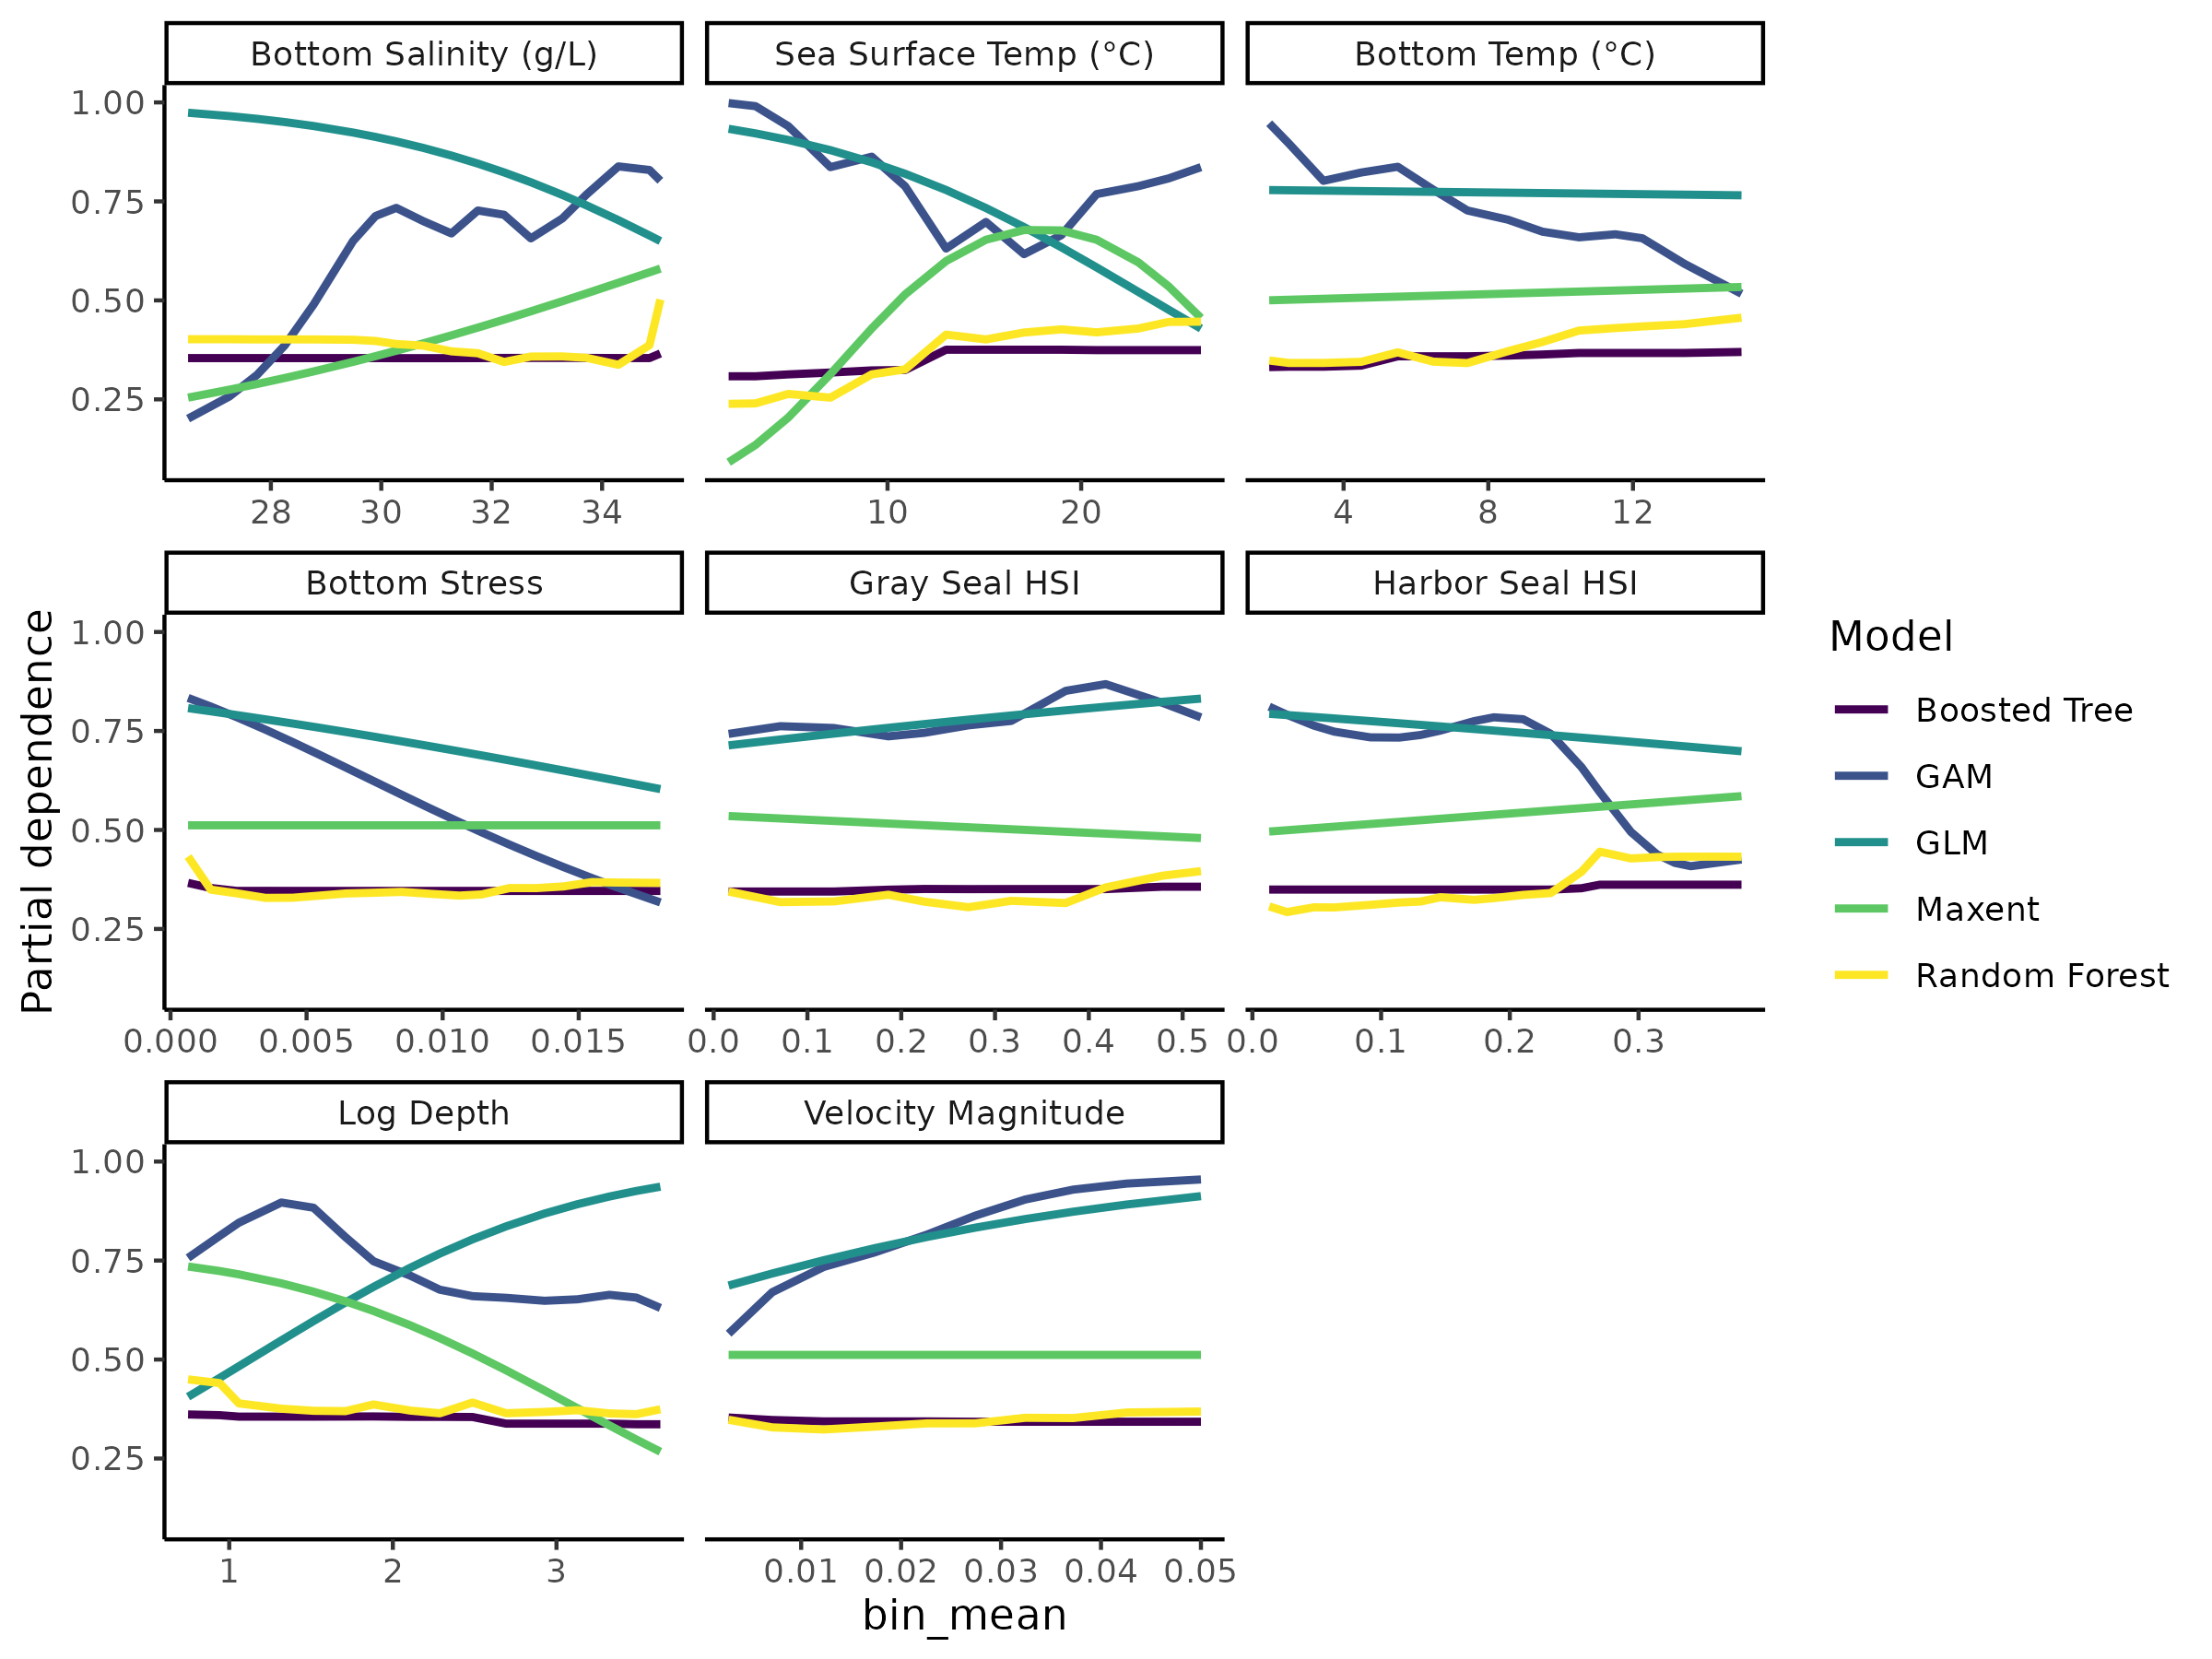 Bottom Salinity (g/L) Sea Surface Temp (°C) Bottom Temp (°C)
1.00
0.75
0.50
0.25
28 30 32 34 10 20 4 8 12
Bottom Stress Gray Seal HSI Harbor Seal HSI
1.00
0.75
0.50
0.25
0.000 0.005 0.010 0.015 0.0 0.1 0.2 0.3 0.4 0.5 0.0 0.1 0.2 0.3
Log Depth Velocity Magnitude
1.00
0.75
0.50
0.25
1 2 3 0.01 0.02 0.03 0.04 0.05
bin_mean
Partial dependence
Model
Boosted Tree
GAM
GLM
Maxent
Random Forest